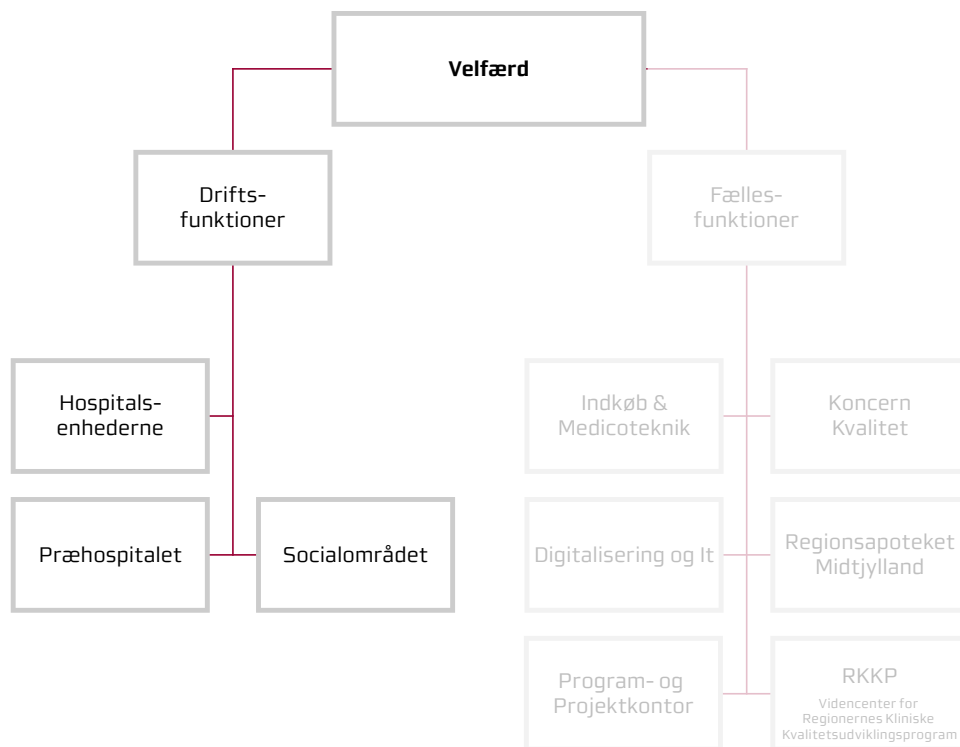 Velfærd
Drifts-
funktioner
Fælles-
funktioner
Hospitals-
enhederne
Præhospitalet
Socialområdet
Indkøb &
Medicoteknik
Koncern
Kvalitet
Digitalisering og It
Regionsapoteket
Midtjylland
Program- og
Projektkontor
RKKP
Videncenter for
Regionernes Kliniske
Kvalitetsudviklingsprogram